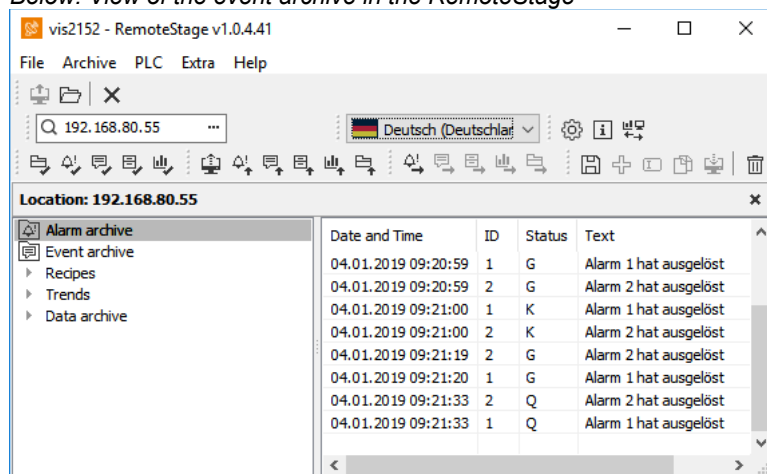 Below: View of the event archive in the RemoteStage
vis2152 - RemoteStage v1.0.4.41
File Archive PLC Extra Help
192.168.80.55 ...
Deutsch (Deutschlar
Location: 192.168.80.55
Alarm archive
Event archive
Recipes
Trends
Data archive
Date and Time ID Status Text
04.01.2019 09:20:59 1 G Alarm 1 hat ausgelöst
04.01.2019 09:20:59 2 G Alarm 2 hat ausgelöst
04.01.2019 09:21:00 1 K Alarm 1 hat ausgelöst
04.01.2019 09:21:00 2 K Alarm 2 hat ausgelöst
04.01.2019 09:21:19 2 G Alarm 2 hat ausgelöst
04.01.2019 09:21:20 1 G Alarm 1 hat ausgelöst
04.01.2019 09:21:33 2 Q Alarm 2 hat ausgelöst
04.01.2019 09:21:33 1 Q Alarm 1 hat ausgelöst